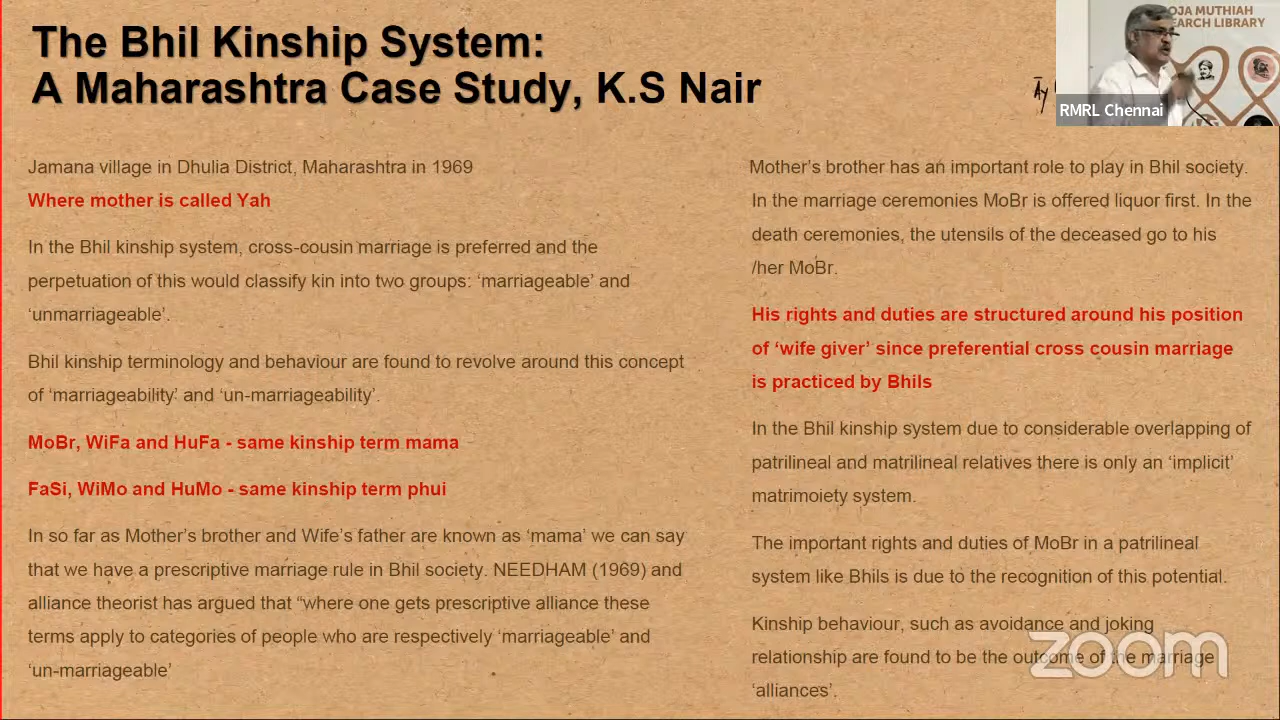 The Bhil Kinship System:
A Maharashtra Case Study, K.S Nair
OJA MUTHIAH
EARCH LIBRARY
RMRL Chennai
Jamana village in Dhulia District, Maharashtra in 1969
Where mother is called Yah
In the Bhil kinship system, cross-cousin marriage is preferred and the
perpetuation of this would classify kin into two groups: ‘marriageable’ and
‘unmarriageable’.
Bhil kinship terminology and behaviour are found to revolve around this concept
of ‘marriageability’ and ‘un-marriageability’.
MoBr, WiFa and HuFa - same kinship term mama
FaSi, WiMo and HuMo - same kinship term phui
In so far as Mother’s brother and Wife’s father are known as ‘mama’ we can say
that we have a prescriptive marriage rule in Bhil society. NEEDHAM (1969) and
alliance theorist has argued that “where one gets prescriptive alliance these
terms apply to categories of people who are respectively ‘marriageable’ and
‘un-marriageable’
Mother’s brother has an important role to play in Bhil society.
In the marriage ceremonies MoBr is offered liquor first. In the
death ceremonies, the utensils of the deceased go to his
/her MoBr.
His rights and duties are structured around his position
of ‘wife giver’ since preferential cross cousin marriage
is practiced by Bhils
In the Bhil kinship system due to considerable overlapping of
patrilineal and matrilineal relatives there is only an ‘implicit’
matrimoiety system.
The important rights and duties of MoBr in a patrilineal
system like Bhils is due to the recognition of this potential.
Kinship behaviour, such as avoidance and joking
relationship are found to be the outcome of the marriage
‘alliances’.
zoom